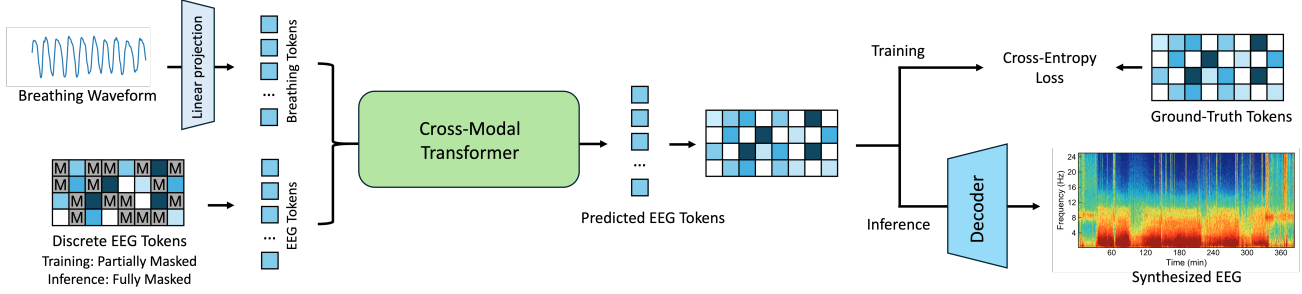 Breathing Waveform
Linear projection
Breathing Tokens
...
M M M M M
M M M
M M M M
M M M M
Discrete EEG Tokens
Training: Partially Masked
Inference: Fully Masked
EEG Tokens
...
Cross-Modal
Transformer
...
Predicted EEG Tokens
Training
Inference
Cross-Entropy
Loss
Ground-Truth Tokens
Decoder
Frequency (Hz)
24
20
16
12
8
4
60 120 180 240 300 360
Time (min)
Synthesized EEG